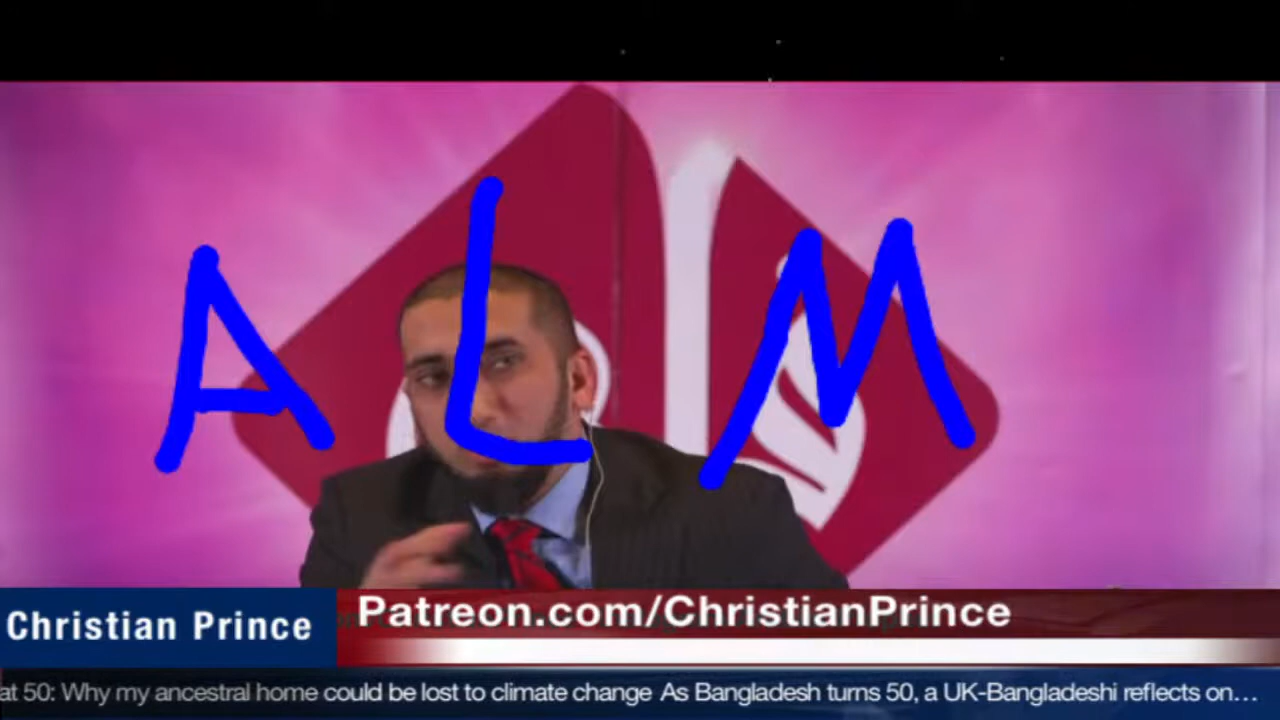 A L M
Christian Prince
Patreon.com/ChristianPrince
at 50: Why my ancestral home could be lost to climate change As Bangladesh turns 50, a UK-Bangladeshi reflects on…